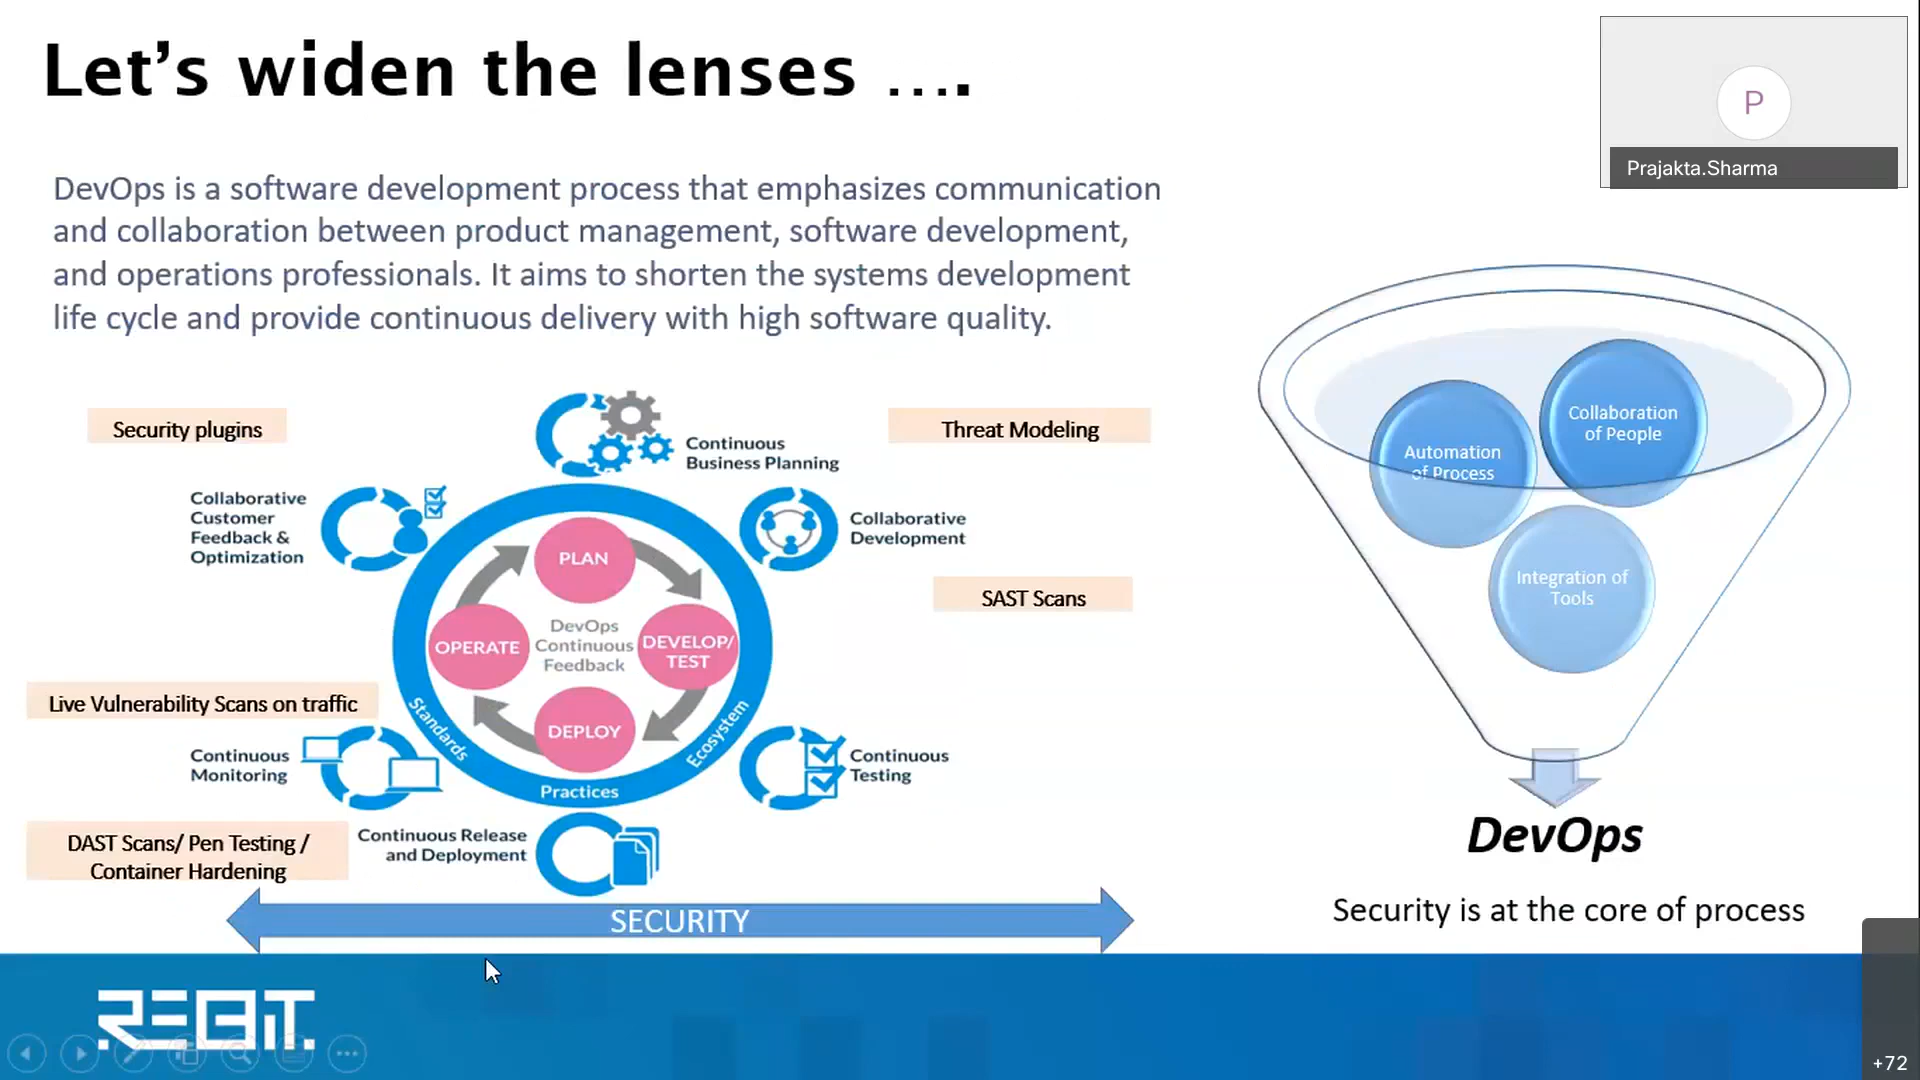 Let’s widen the lenses ….
P
Prajakta.Sharma
DevOps is a software development process that emphasizes communication
and collaboration between product management, software development,
and operations professionals. It aims to shorten the systems development
life cycle and provide continuous delivery with high software quality.
Security plugins
Threat Modeling
Continuous
Business Planning
Collaborative
Customer
Feedback &
Optimization
Collaborative
Development
SAST Scans
PLAN
OPERATE
DevOps
Continuous
Feedback
DEVELOP/
TEST
DEPLOY
Standards
Practices
Ecosystem
Live Vulnerability Scans on traffic
Continuous
Monitoring
Continuous
Testing
DAST Scans/ Pen Testing /
Container Hardening
Continuous Release
and Deployment
SECURITY
Automation
of Process
Collaboration
of People
Integration of
Tools
DevOps
Security is at the core of process
REBIT
+72